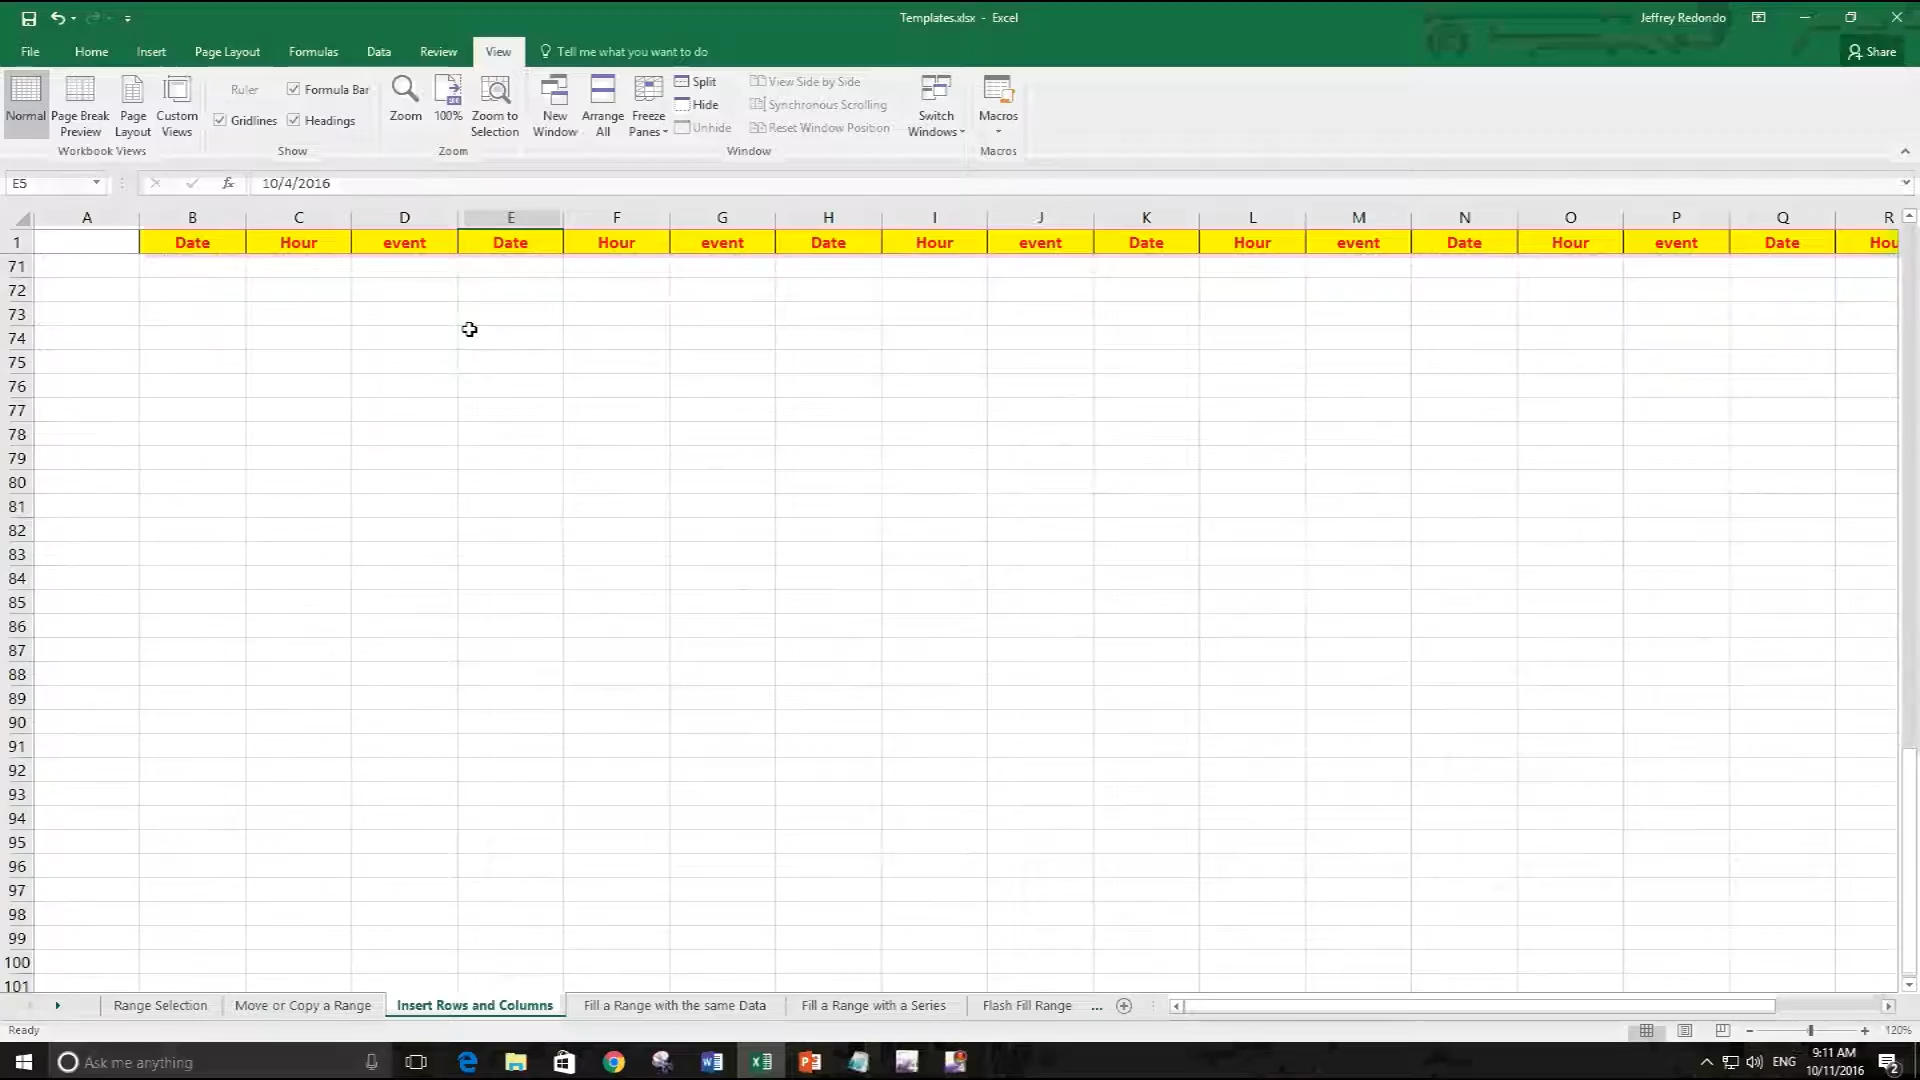 Templates.xlsx - Excel
Jeffrey Redondo
File Home Insert Page Layout Formulas Data Review View Tell me what you want to do
Share
Normal
Page Break Preview
Page Layout
Custom Views
Workbook Views
Ruler
Formula Bar
Gridlines
Headings
Show
Zoom
100%
Zoom to Selection
Zoom
New Window
Arrange All
Freeze Panes
Split
Hide
Unhide
View Side by Side
Synchronous Scrolling
Reset Window Position
Window
Switch Windows
Macros
Macros
E5
fx
10/4/2016
A B C D E F G H I J K L M N O P Q R
1 Date Hour event Date Hour event Date Hour event Date Hour event Date Hour event Date Hou
71
72
73
74
75
76
77
78
79
80
81
82
83
84
85
86
87
88
89
90
91
92
93
94
95
96
97
98
99
100
101
Range Selection Move or Copy a Range Insert Rows and Columns Fill a Range with the same Data Fill a Range with a Series Flash Fill Range ...
Ready
120%
Ask me anything
ENG
9:11 AM
10/11/2016
2